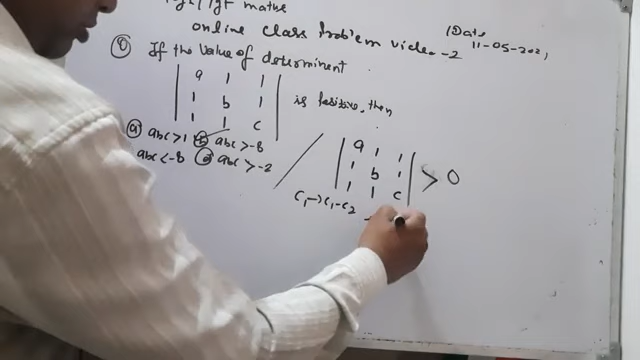 maths
online class Problem video-2
Date
11-05-2021
Q If the value of determinent
a 1 1
1 b 1
1 1 c
is Positive, then
a abc>1 abc>-8
abc<-8 abc>-2
a 1 1
1 b 1
1 1 c
> 0
C₁→C₁-C₂